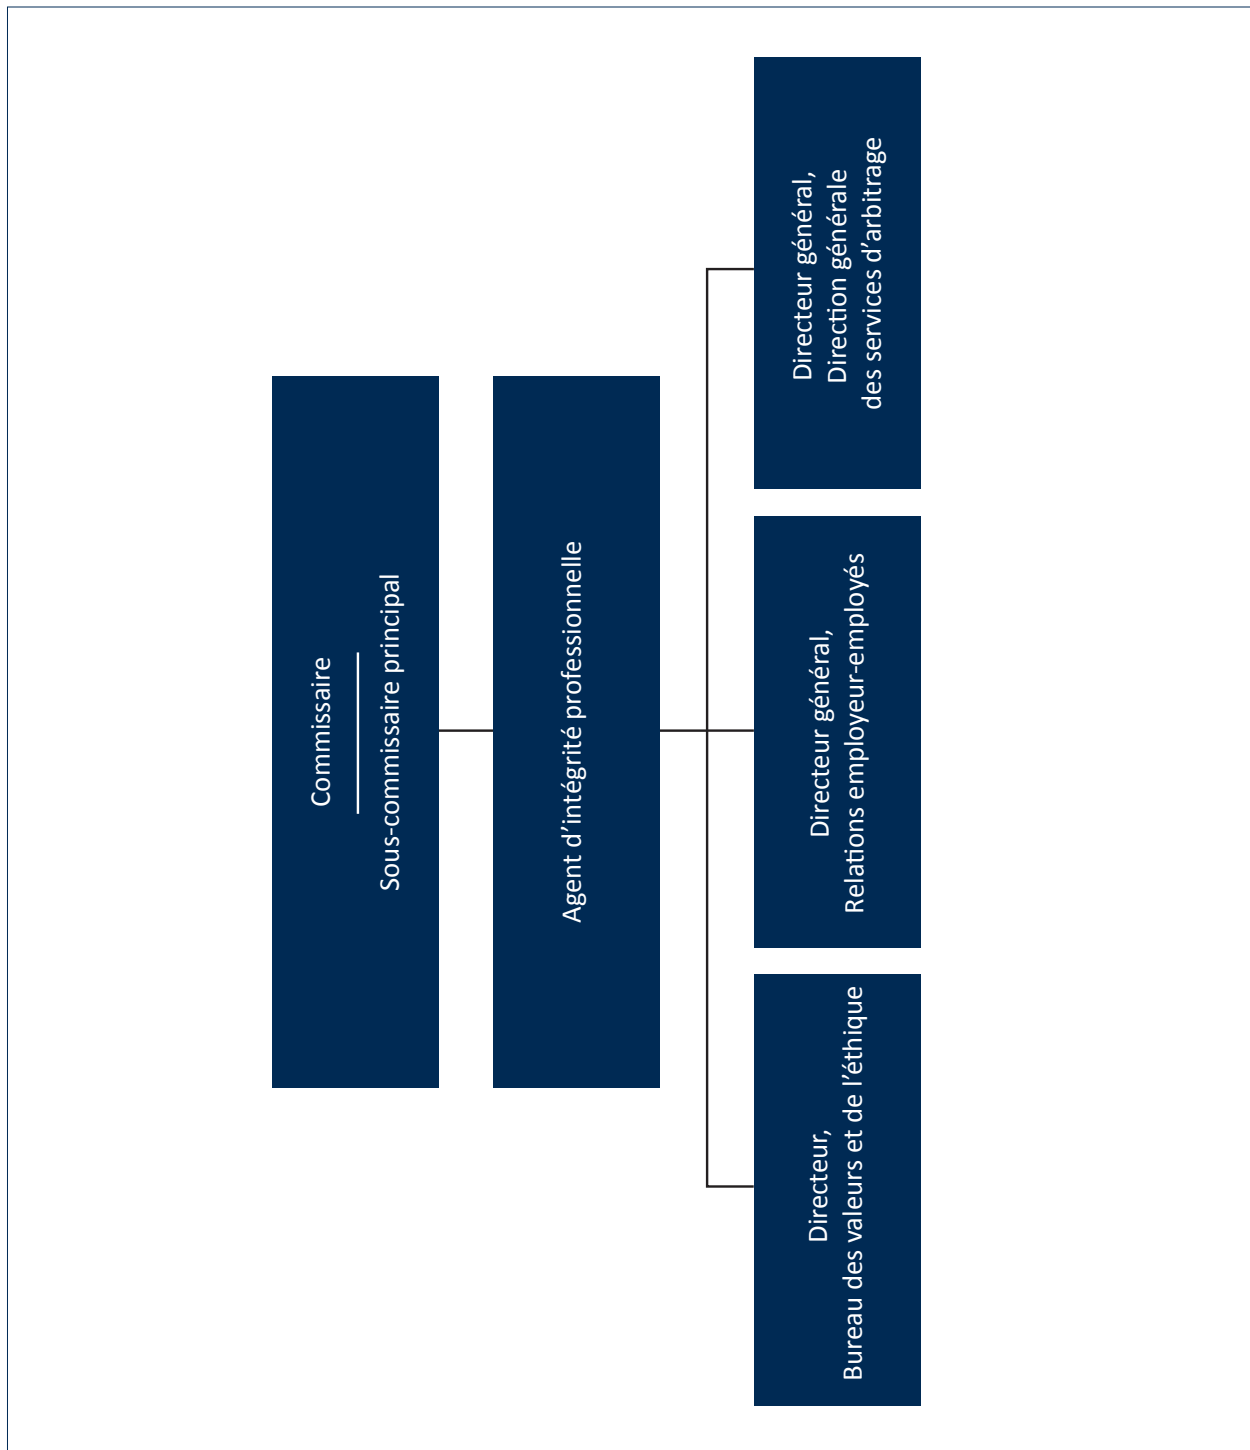 Commissaire
Sous-commissaire principal
Agent d’intégrité professionnelle
Directeur,
Bureau des valeurs et de l’éthique
Directeur général,
Relations employeur-employés
Directeur général,
Direction générale
des services d’arbitrage